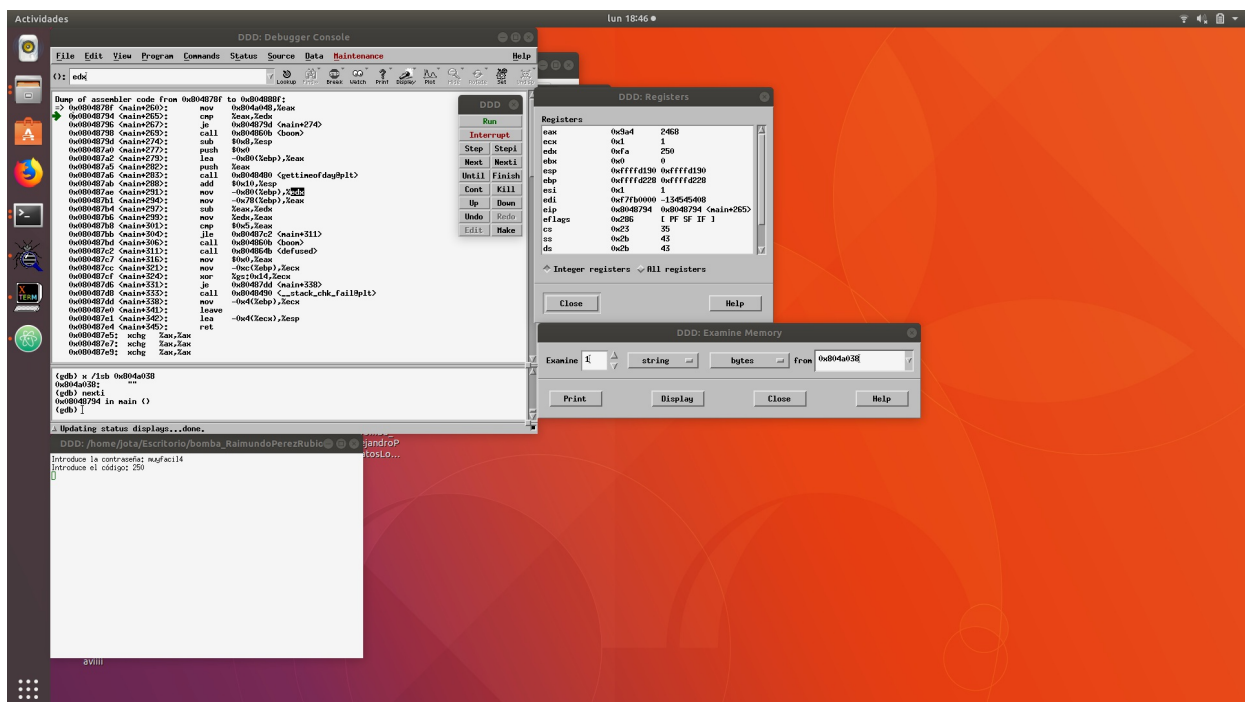 Actividades
lun 18:46
DDD: Debugger Console
File Edit View Program Commands Status Source Data Maintenance Help
(): edx
Lookup Break Watch Print Display Plot Rotate Set
Dump of assembler code from 0x804878f to 0x804888f:
=> 0x0804878f <main+260>: mov 0x804a048,%eax
0x08048794 <main+265>: cmp %eax,%edx
0x08048796 <main+267>: je 0x804879d <main+274>
0x08048798 <main+269>: call 0x804860b <boom>
0x0804879d <main+274>: sub $0x8,%esp
0x080487a0 <main+277>: push $0x0
0x080487a2 <main+279>: lea -0x80(%ebp),%eax
0x080487a5 <main+282>: push %eax
0x080487a6 <main+283>: call 0x8048480 <gettimeofday@plt>
0x080487ab <main+288>: add $0x10,%esp
0x080487ae <main+291>: mov -0x80(%ebp),%edx
0x080487b1 <main+294>: mov -0x78(%ebp),%eax
0x080487b4 <main+297>: sub %eax,%edx
0x080487b6 <main+299>: mov %edx,%eax
0x080487b8 <main+301>: cmp $0x5,%eax
0x080487bb <main+304>: jle 0x80487c2 <main+311>
0x080487bd <main+306>: call 0x804860b <boom>
0x080487c2 <main+311>: call 0x804864b <defused>
0x080487c7 <main+316>: mov $0x0,%eax
0x080487cc <main+321>: mov -0xc(%ebp),%ecx
0x080487cf <main+324>: xor %gs:0x14,%ecx
0x080487d6 <main+331>: je 0x80487dd <main+338>
0x080487d8 <main+333>: call 0x8048490 <__stack_chk_fail@plt>
0x080487dd <main+338>: mov -0x4(%ebp),%ecx
0x080487e0 <main+341>: leave
0x080487e1 <main+342>: lea -0x4(%ecx),%esp
0x080487e4 <main+345>: ret
0x080487e5: xchg %ax,%ax
0x080487e7: xchg %ax,%ax
0x080487e9: xchg %ax,%ax
(gdb) x /1sb 0x804a038
0x804a038: ""
(gdb) nexti
0x08048794 in main ()
(gdb)
Updating status displays...done.
DDD
Run
Interrupt
Step Stepi
Next Nexti
Until Finish
Cont Kill
Up Down
Undo Redo
Edit Make
DDD: Registers
Registers
eax 0x9a4 2468
ecx 0x1 1
edx 0xfa 250
ebx 0x0 0
esp 0xffffd190 0xffffd190
ebp 0xffffd228 0xffffd228
esi 0x1 1
edi 0xf7fb0000 -134545408
eip 0x8048794 0x8048794 <main+265>
eflags 0x286 [ PF SF IF ]
cs 0x23 35
ss 0x2b 43
ds 0x2b 43
Integer registers All registers
Close Help
DDD: Examine Memory
Examine 1 string bytes from 0x804a038
Print Display Close Help
DDD: /home/jota/Escritorio/bomba_RaimundoPerezRubio
Introduce la contraseña: muyfacil4
Introduce el código: 250
ejandroP
itosLo...
aviiii
TERM